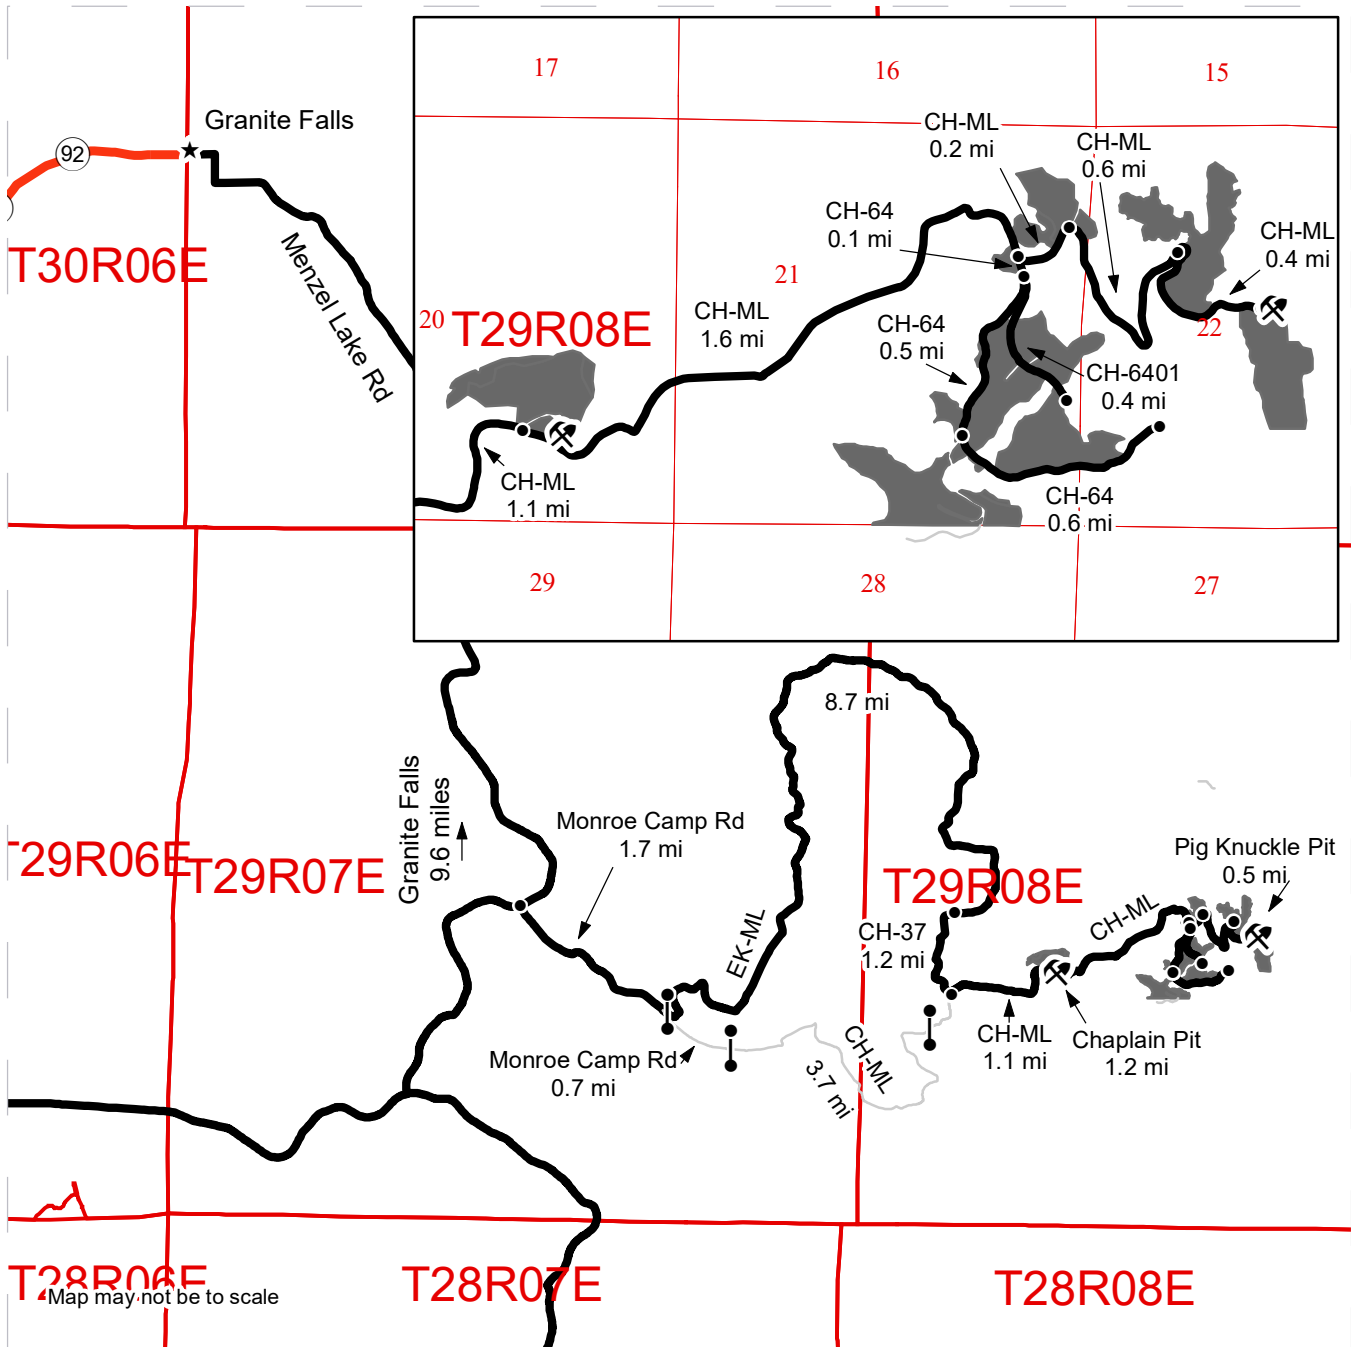 17
16
15
CH-ML
0.2 mi
CH-ML
0.6 mi
Granite Falls
92
CH-64
0.1 mi
CH-ML
0.4 mi
T30R06E
Menzel Lake Rd
21
20
T29R08E
CH-ML
1.6 mi
CH-64
0.5 mi
22
CH-6401
0.4 mi
CH-ML
1.1 mi
CH-64
0.6 mi
29
28
27
8.7 mi
Granite Falls
9.6 miles
Monroe Camp Rd
1.7 mi
T29R06E
T29R07E
T29R08E
Pig Knuckle Pit
0.5 mi
EK-ML
CH-37
1.2 mi
CH-ML
CH-ML
1.1 mi
Chaplain Pit
1.2 mi
Monroe Camp Rd
0.7 mi
CH-ML
3.7 mi
T28R06E
Map may not be to scale
T28R07E
T28R08E